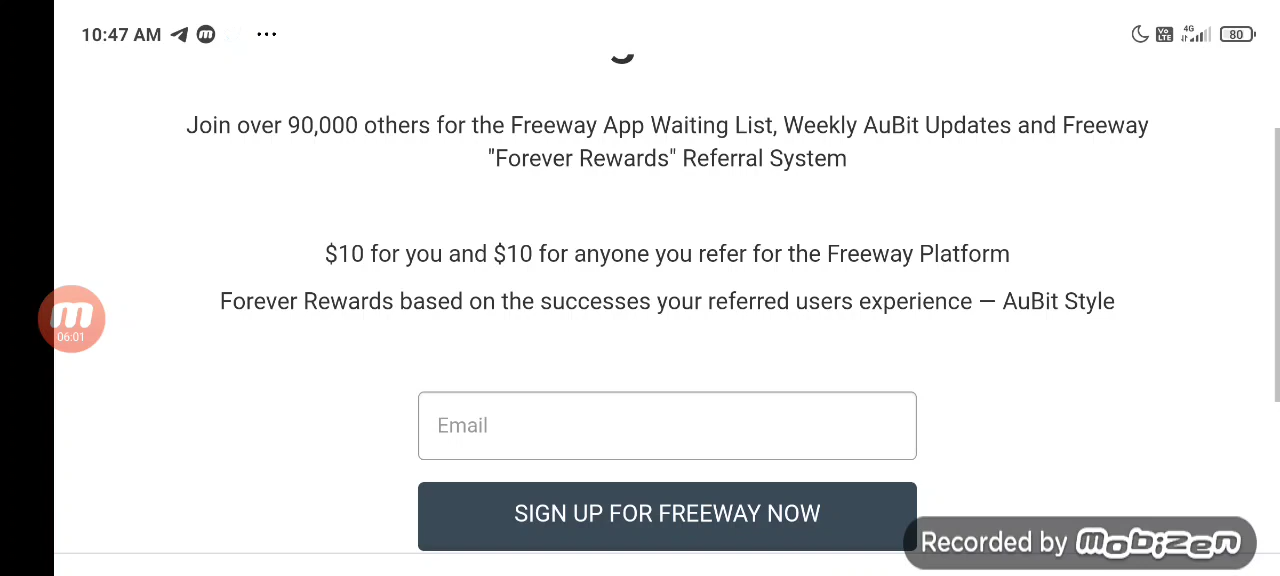 10:47 AM m ... Vo LTE 4G 80
Join over 90,000 others for the Freeway App Waiting List, Weekly AuBit Updates and Freeway
"Forever Rewards" Referral System
$10 for you and $10 for anyone you refer for the Freeway Platform
Forever Rewards based on the successes your referred users experience — AuBit Style
m
06:01
Email
SIGN UP FOR FREEWAY NOW
Recorded by mobizen